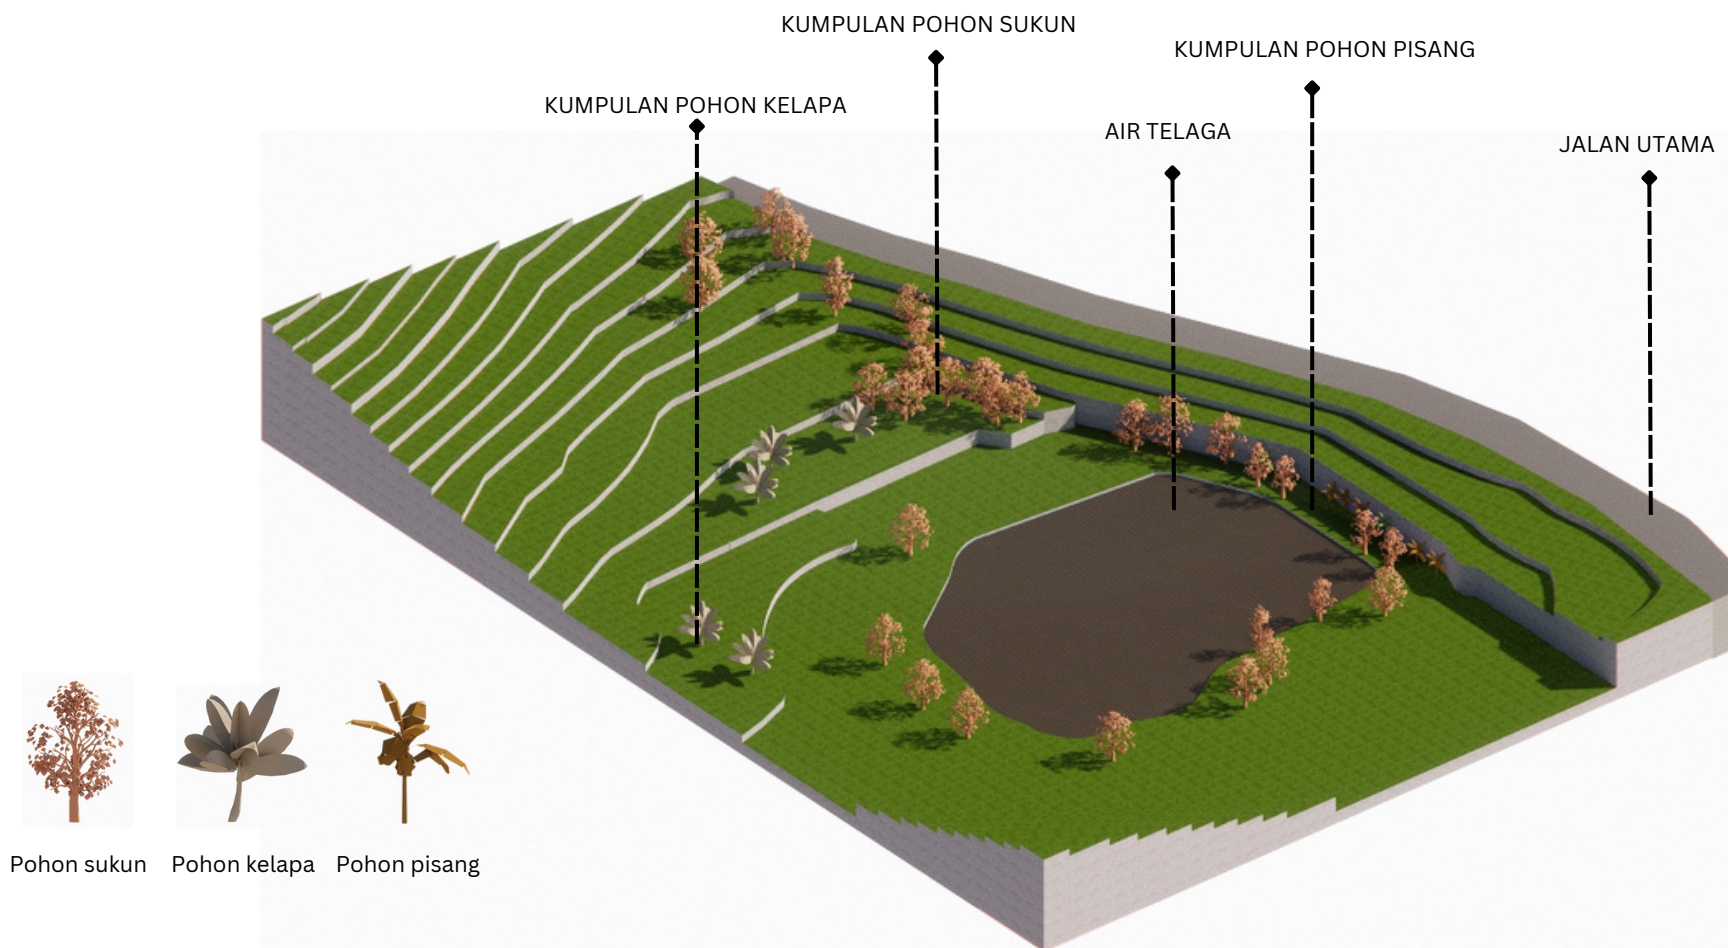 KUMPULAN POHON SUKUN
KUMPULAN POHON PISANG
KUMPULAN POHON KELAPA
AIR TELAGA
JALAN UTAMA
Pohon sukun
Pohon kelapa
Pohon pisang